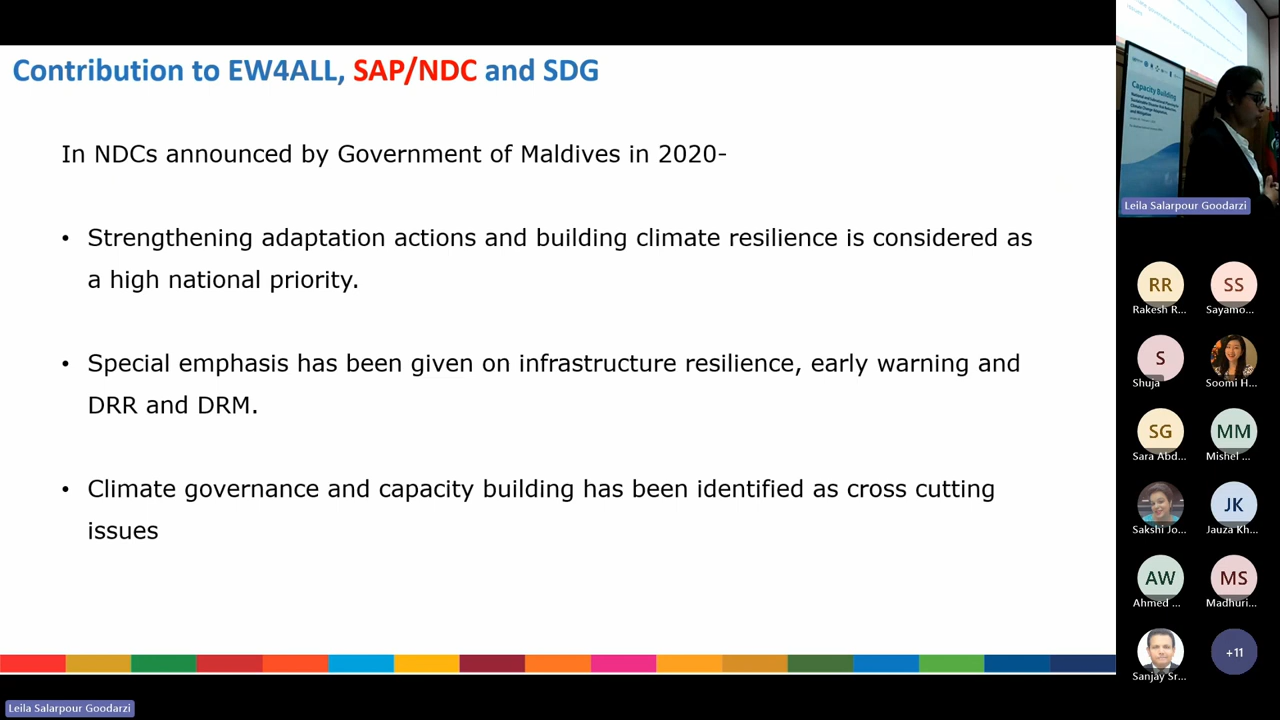 Contribution to EW4ALL, SAP/NDC and SDG
In NDCs announced by Government of Maldives in 2020-
• Strengthening adaptation actions and building climate resilience is considered as
a high national priority.
• Special emphasis has been given on infrastructure resilience, early warning and
DRR and DRM.
• Climate governance and capacity building has been identified as cross cutting
issues
Leila Salarpour Goodarzi
Capacity Building
Leila Salarpour Goodarzi
RR
Rakesh R...
SS
Sayamo...
S
Shuja
Soomi H...
SG
Sara Abd...
MM
Mishel ...
Sakshi Jo...
JK
Jauza Kh...
AW
Ahmed ...
MS
Madhuri...
Sanjay Sr...
+11